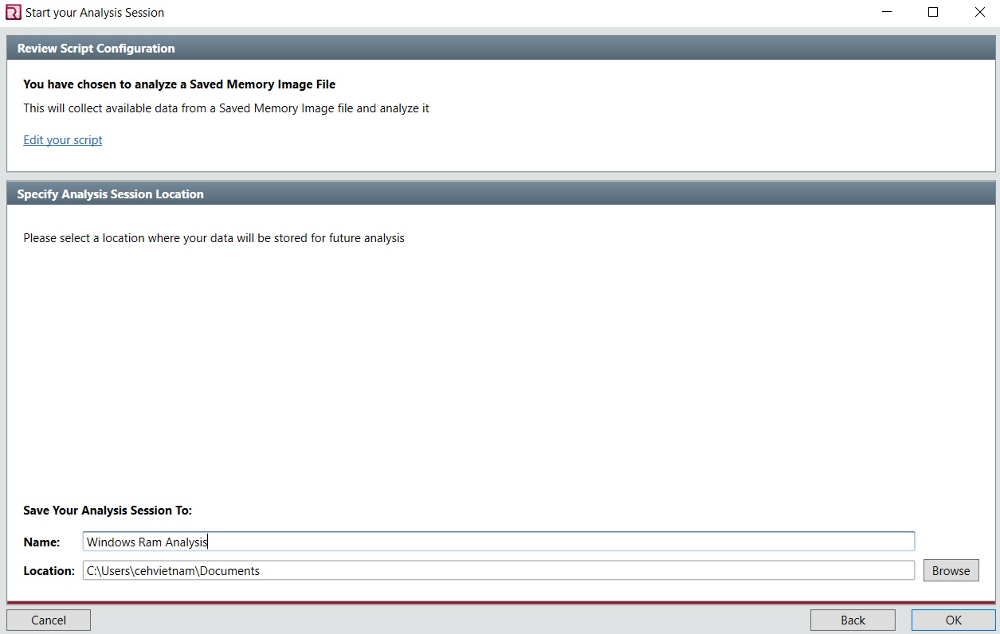 Start your Analysis Session
Review Script Configuration
You have chosen to analyze a Saved Memory Image File
This will collect available data from a Saved Memory Image file and analyze it
Edit your script
Specify Analysis Session Location
Please select a location where your data will be stored for future analysis
Save Your Analysis Session To:
Name: Windows Ram Analysis
Location: C:\Users\cehvietnam\Documents Browse
Cancel Back OK